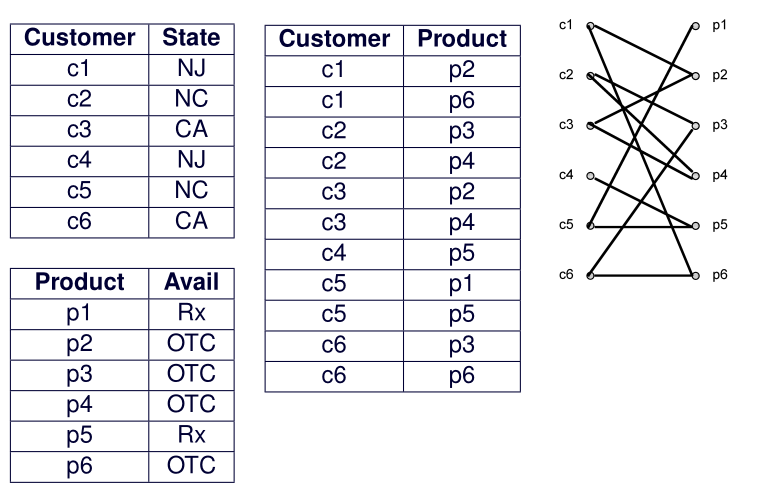 Customer State
c1 NJ
c2 NC
c3 CA
c4 NJ
c5 NC
c6 CA
Product Avail
p1 Rx
p2 OTC
p3 OTC
p4 OTC
p5 Rx
p6 OTC
Customer Product
c1 p2
c1 p6
c2 p3
c2 p4
c3 p2
c3 p4
c4 p5
c5 p1
c5 p5
c6 p3
c6 p6
c1 p1
c2 p2
c3 p3
c4 p4
c5 p5
c6 p6